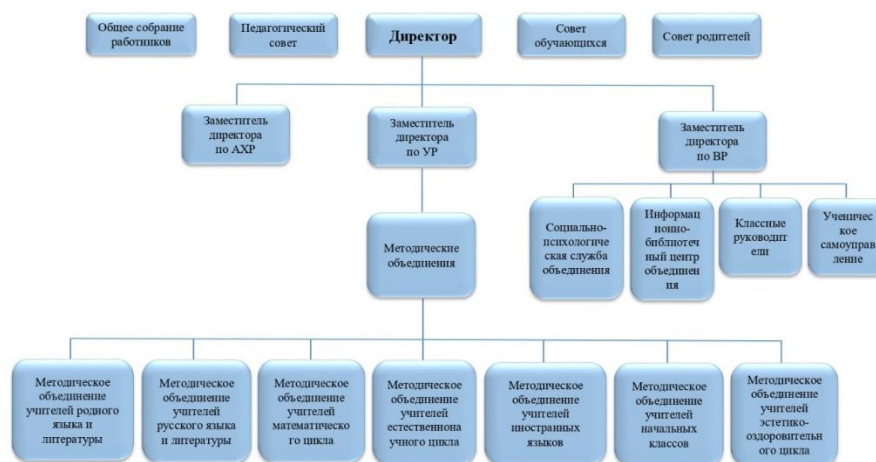 Общее собрание
работников
Педагогический
совет
Директор
Совет
обучающихся
Совет родителей
Заместитель
директора
по АХР
Заместитель
директора
по УР
Заместитель
директора
по ВР
Методические
объединения
Социально-
психологиче
ская служба
объединения
Информац
ионно-
библиотеч
ный центр
объединен
ия
Классные
руководит
ели
Ученичес
кое
самоуправ
ление
Методическое
объединение
учителей родного
языка и
литературы
Методическое
объединение
учителей
русского языка
и литературы
Методическое
объединение
учителей
математическо
го цикла
Методическое
объединение
учителей
естественнона
учного цикла
Методическое
объединение
учителей
иностранных
языков
Методическое
объединение
учителей
начальных
классов
Методическое
объединение
учителей
эстетико-
оздоровительн
ого цикла